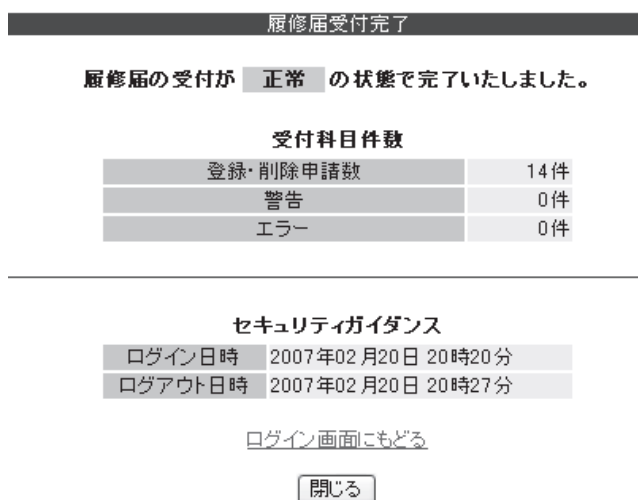 履修届受付完了
履修届の受付が 正常 の状態で完了いたしました。
受付科目件数
登録・削除申請数 14件
警告 0件
エラー 0件
セキュリティガイダンス
ログイン日時 2007年02月20日 20時20分
ログアウト日時 2007年02月20日 20時27分
ログイン画面にもどる
閉じる